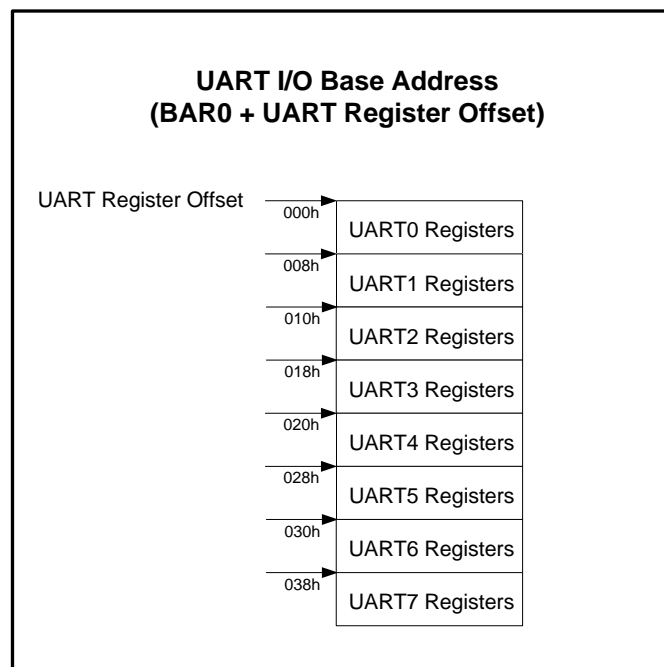 UART I/O Base Address
(BAR0 + UART Register Offset)
UART Register Offset
000h
UART0 Registers
008h
UART1 Registers
010h
UART2 Registers
018h
UART3 Registers
020h
UART4 Registers
028h
UART5 Registers
030h
UART6 Registers
038h
UART7 Registers